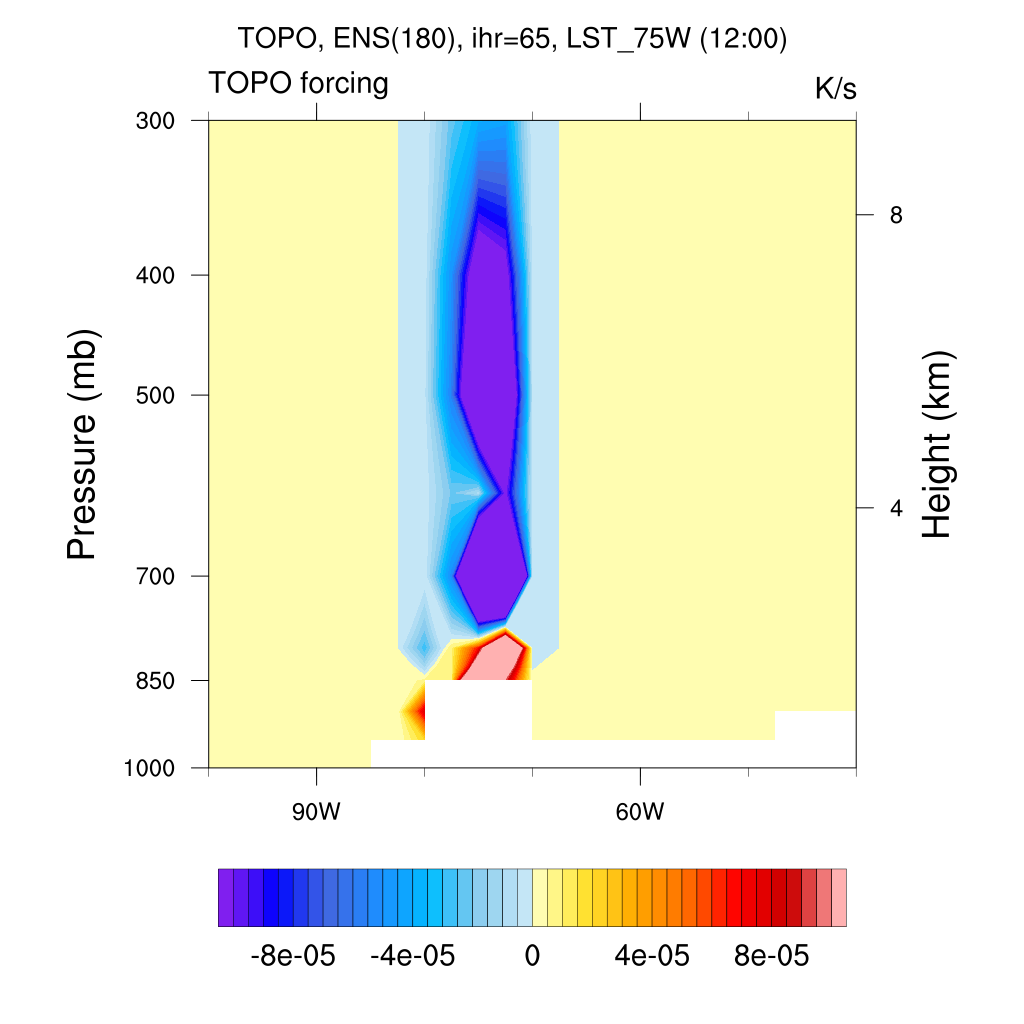 TOPO, ENS(180), ihr=65, LST_75W (12:00)
TOPO forcing
K/s
300
400
500
700
850
1000
Pressure (mb)
8
4
Height (km)
90W
60W
-8e-05
-4e-05
0
4e-05
8e-05